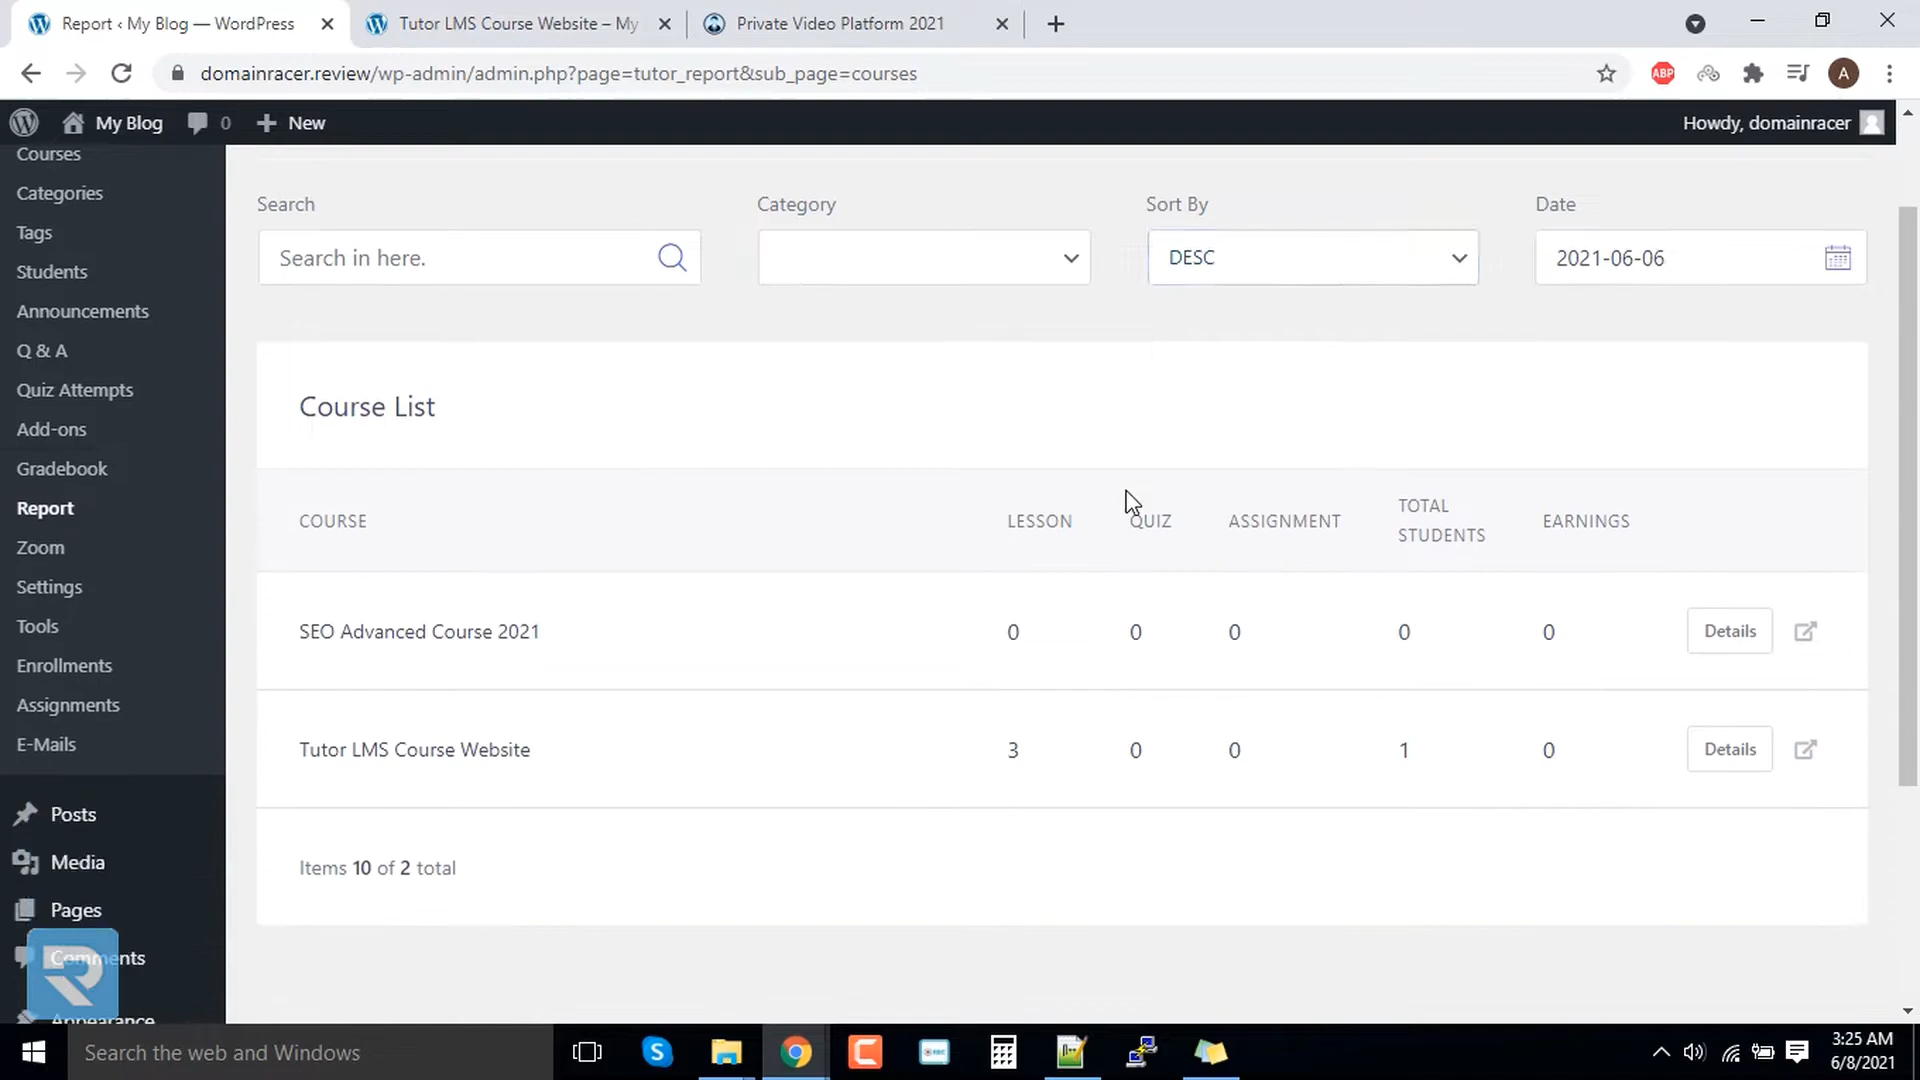 Report ‹ My Blog — WordPress
Tutor LMS Course Website – My
Private Video Platform 2021
domainracer.review/wp-admin/admin.php?page=tutor_report&sub_page=courses
ABP
A
My Blog
0
New
Howdy, domainracer
Courses
Categories
Tags
Students
Announcements
Q & A
Quiz Attempts
Add-ons
Gradebook
Report
Zoom
Settings
Tools
Enrollments
Assignments
E-Mails
Posts
Media
Pages
Comments
Appearance
Search
Category
Sort By
Date
Search in here.
DESC
2021-06-06
Course List
COURSE
LESSON
QUIZ
ASSIGNMENT
TOTAL STUDENTS
EARNINGS
SEO Advanced Course 2021
0
0
0
0
0
Details
Tutor LMS Course Website
3
0
0
1
0
Details
Items 10 of 2 total
R
Search the web and Windows
3:25 AM
6/8/2021